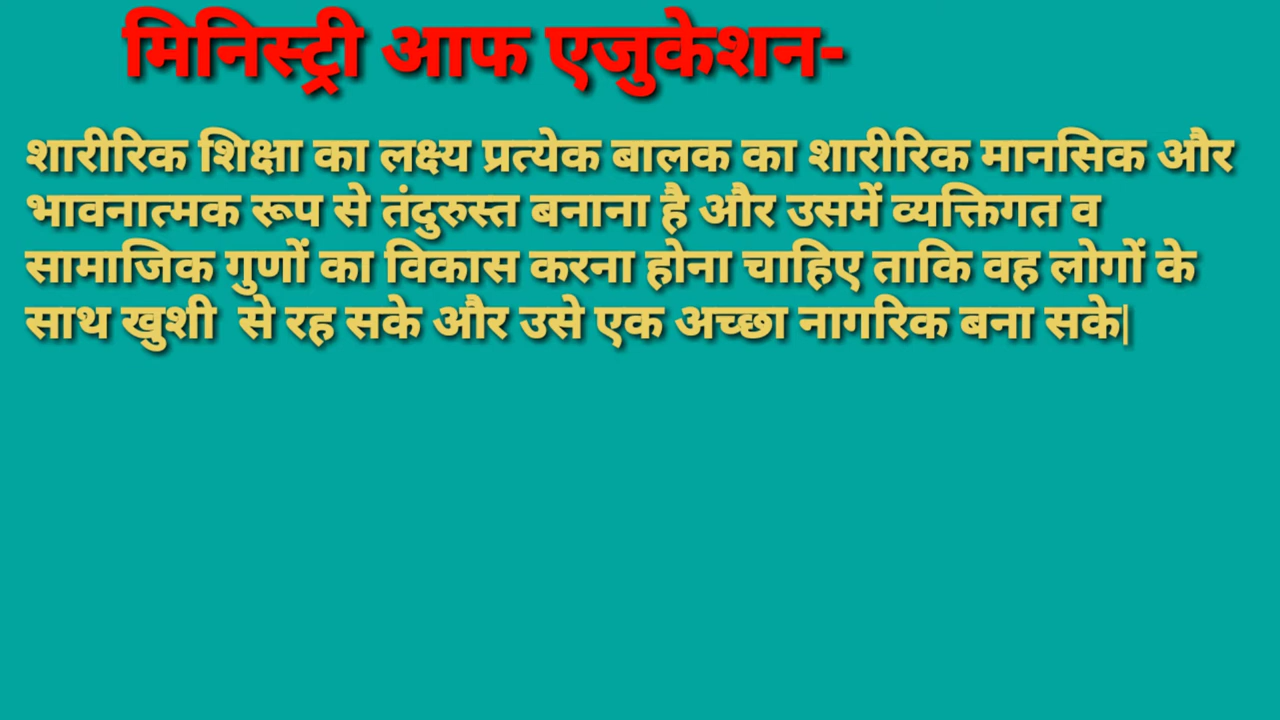 मिनिस्ट्री आफ एजुकेशन-
शारीरिक शिक्षा का लक्ष्य प्रत्येक बालक का शारीरिक मानसिक और
भावनात्मक रूप से तंदुरुस्त बनाना है और उसमें व्यक्तिगत व
सामाजिक गुणों का विकास करना होना चाहिए ताकि वह लोगों के
साथ खुशी  से रह सके और उसे एक अच्छा नागरिक बना सके|